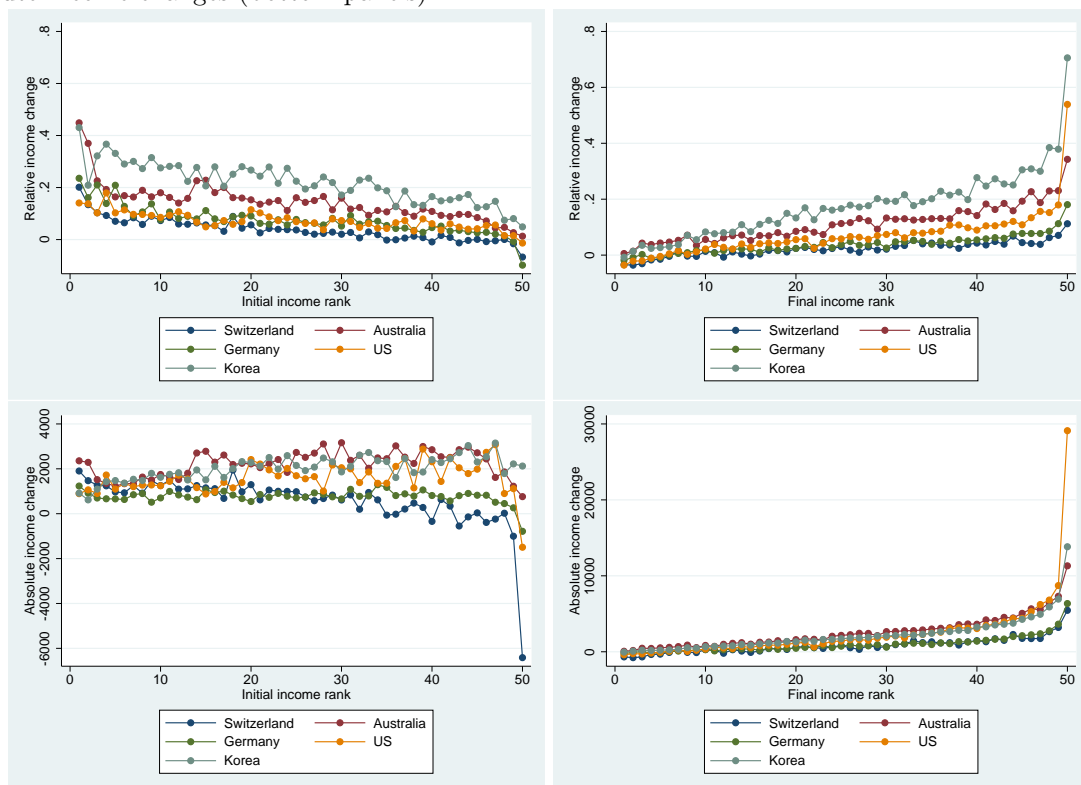 Relative income change
0 .2 .4 .6 .8
0 10 20 30 40 50
Initial income rank
Switzerland Australia
Germany US
Korea
Relative income change
0 .2 .4 .6 .8
0 10 20 30 40 50
Final income rank
Switzerland Australia
Germany US
Korea
Absolute income change
-6000 -4000 -2000 0 2000 4000
0 10 20 30 40 50
Initial income rank
Switzerland Australia
Germany US
Korea
Absolute income change
0 10000 20000 30000
0 10 20 30 40 50
Final income rank
Switzerland Australia
Germany US
Korea